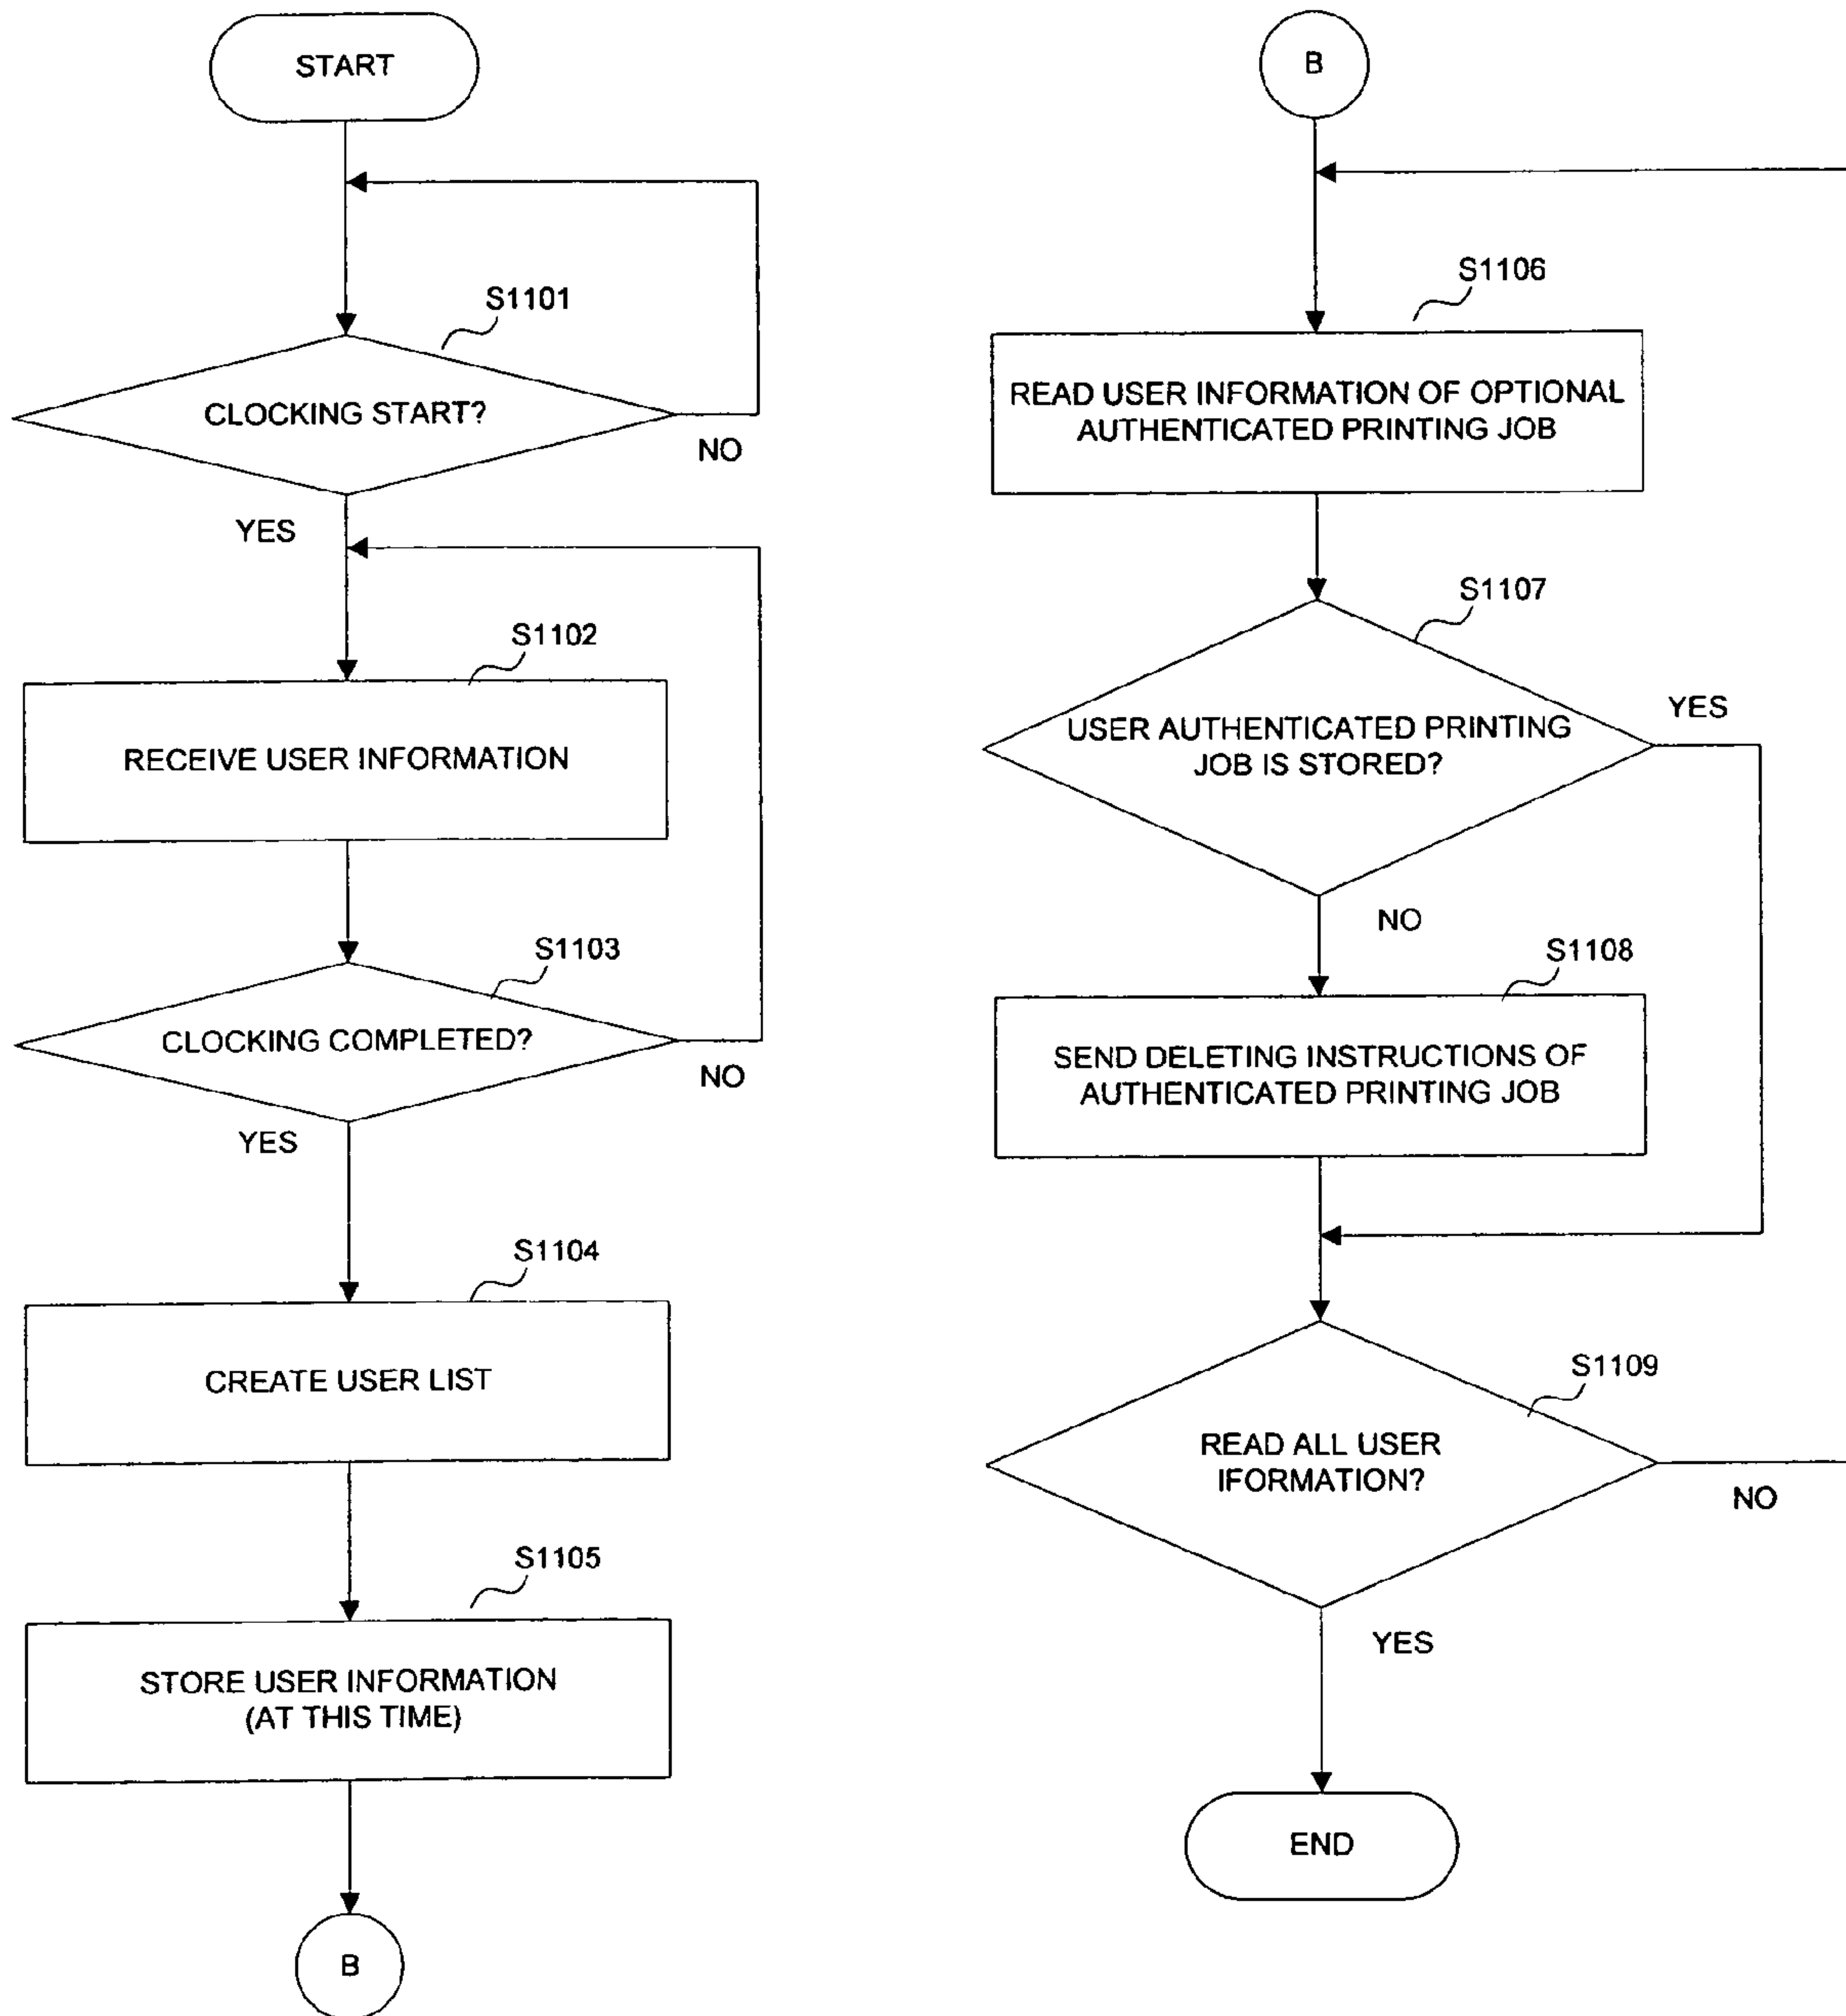 START
S1101
CLOCKING START?
NO
YES
S1102
RECEIVE USER INFORMATION
S1103
CLOCKING COMPLETED?
NO
YES
S1104
CREATE USER LIST
S1105
STORE USER INFORMATION
(AT THIS TIME)
B
B
S1106
READ USER INFORMATION OF OPTIONAL
AUTHENTICATED PRINTING JOB
S1107
USER AUTHENTICATED PRINTING
JOB IS STORED?
YES
NO
S1108
SEND DELETING INSTRUCTIONS OF
AUTHENTICATED PRINTING JOB
S1109
READ ALL USER
IFORMATION?
NO
YES
END